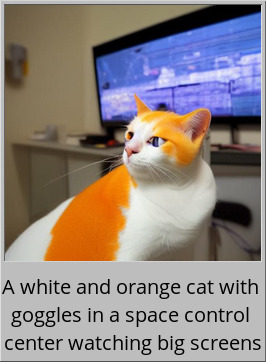 A white and orange cat with
goggles in a space control
center watching big screens